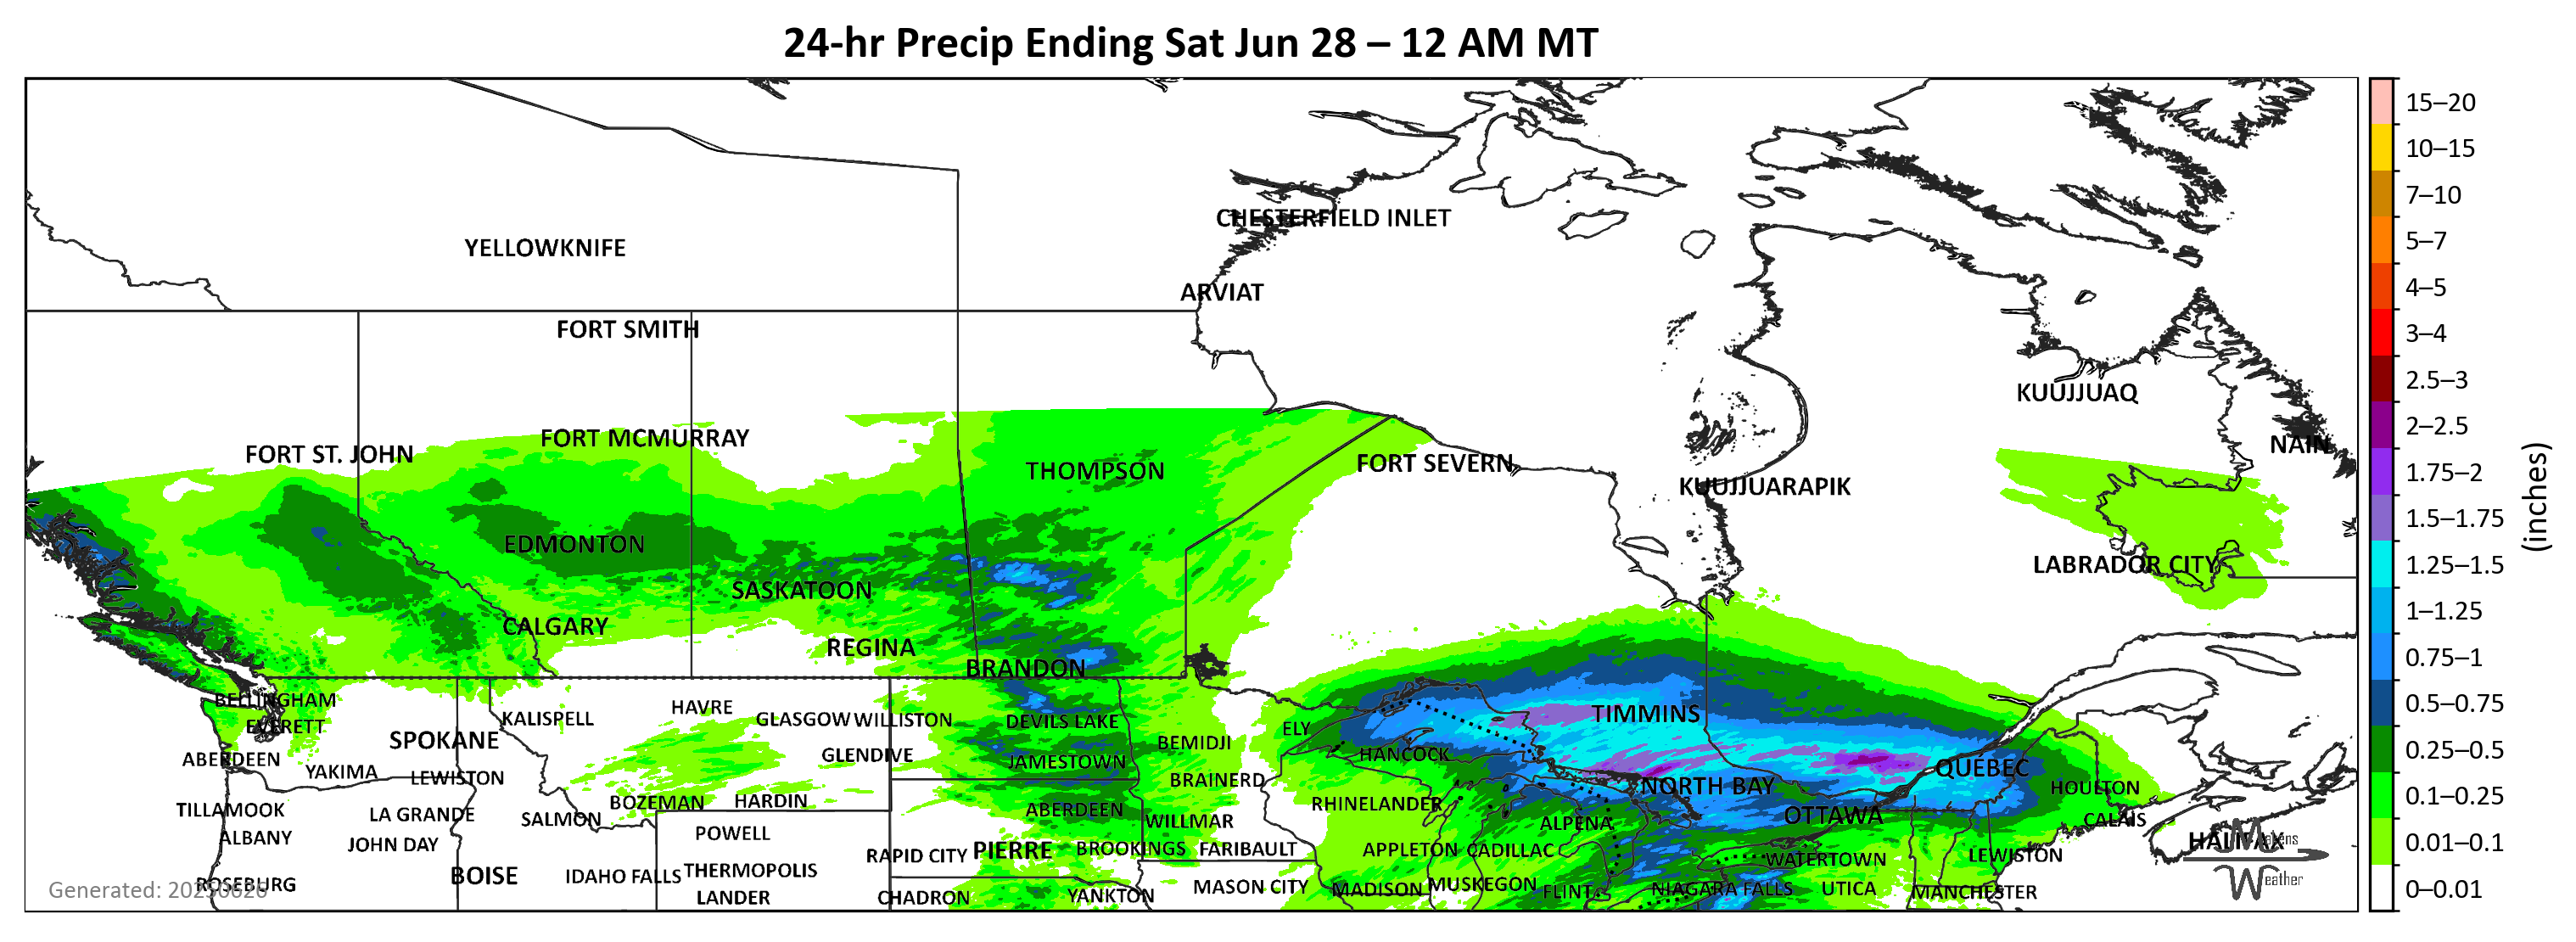 24-hr Precip Ending Sat Jun 28 – 12 AM MT
15–20
10–15
7–10
5–7
4–5
3–4
2.5–3
2–2.5
1.75–2
1.5–1.75
1.25–1.5
1–1.25
0.75–1
0.5–0.75
0.25–0.5
0.1–0.25
0.01–0.1
0–0.01
(inches)
CHESTERFIELD INLET
YELLOWKNIFE
ARVIAT
FORT SMITH
KUUJJUAQ
FORT MCMURRAY
NAIN
FORT ST. JOHN
FORT SEVERN
THOMPSON
KUUJJUARAPIK
EDMONTON
LABRADOR CITY
SASKATOON
CALGARY
REGINA
BRANDON
BELLINGHAM
HAVRE
TIMMINS
KALISPELL
GLASGOW
WILLISTON
DEVILS LAKE
EVERETT
ELY
SPOKANE
BEMIDJI
GLENDIVE
HANCOCK
ABERDEEN
JAMESTOWN
QUÉBEC
YAKIMA
LEWISTON
BRAINERD
NORTH BAY
HOULTON
BOZEMAN
HARDIN
RHINELANDER
TILLAMOOK
LA GRANDE
SALMON
ABERDEEN
WILLMAR
ALPENA
OTTAWA
CALAIS
ALBANY
JOHN DAY
POWELL
HALIFAX
RAPID CITY
PIERRE
BROOKINGS
FARIBAULT
APPLETON
CADILLAC
WATERTOWN
LEWISTON
BOISE
IDAHO FALLS
THERMOPOLIS
ROSEBURG
MASON CITY
MADISON
MUSKEGON
FLINT
NIAGARA FALLS
UTICA
MANCHESTER
LANDER
CHADRON
YANKTON
Weather